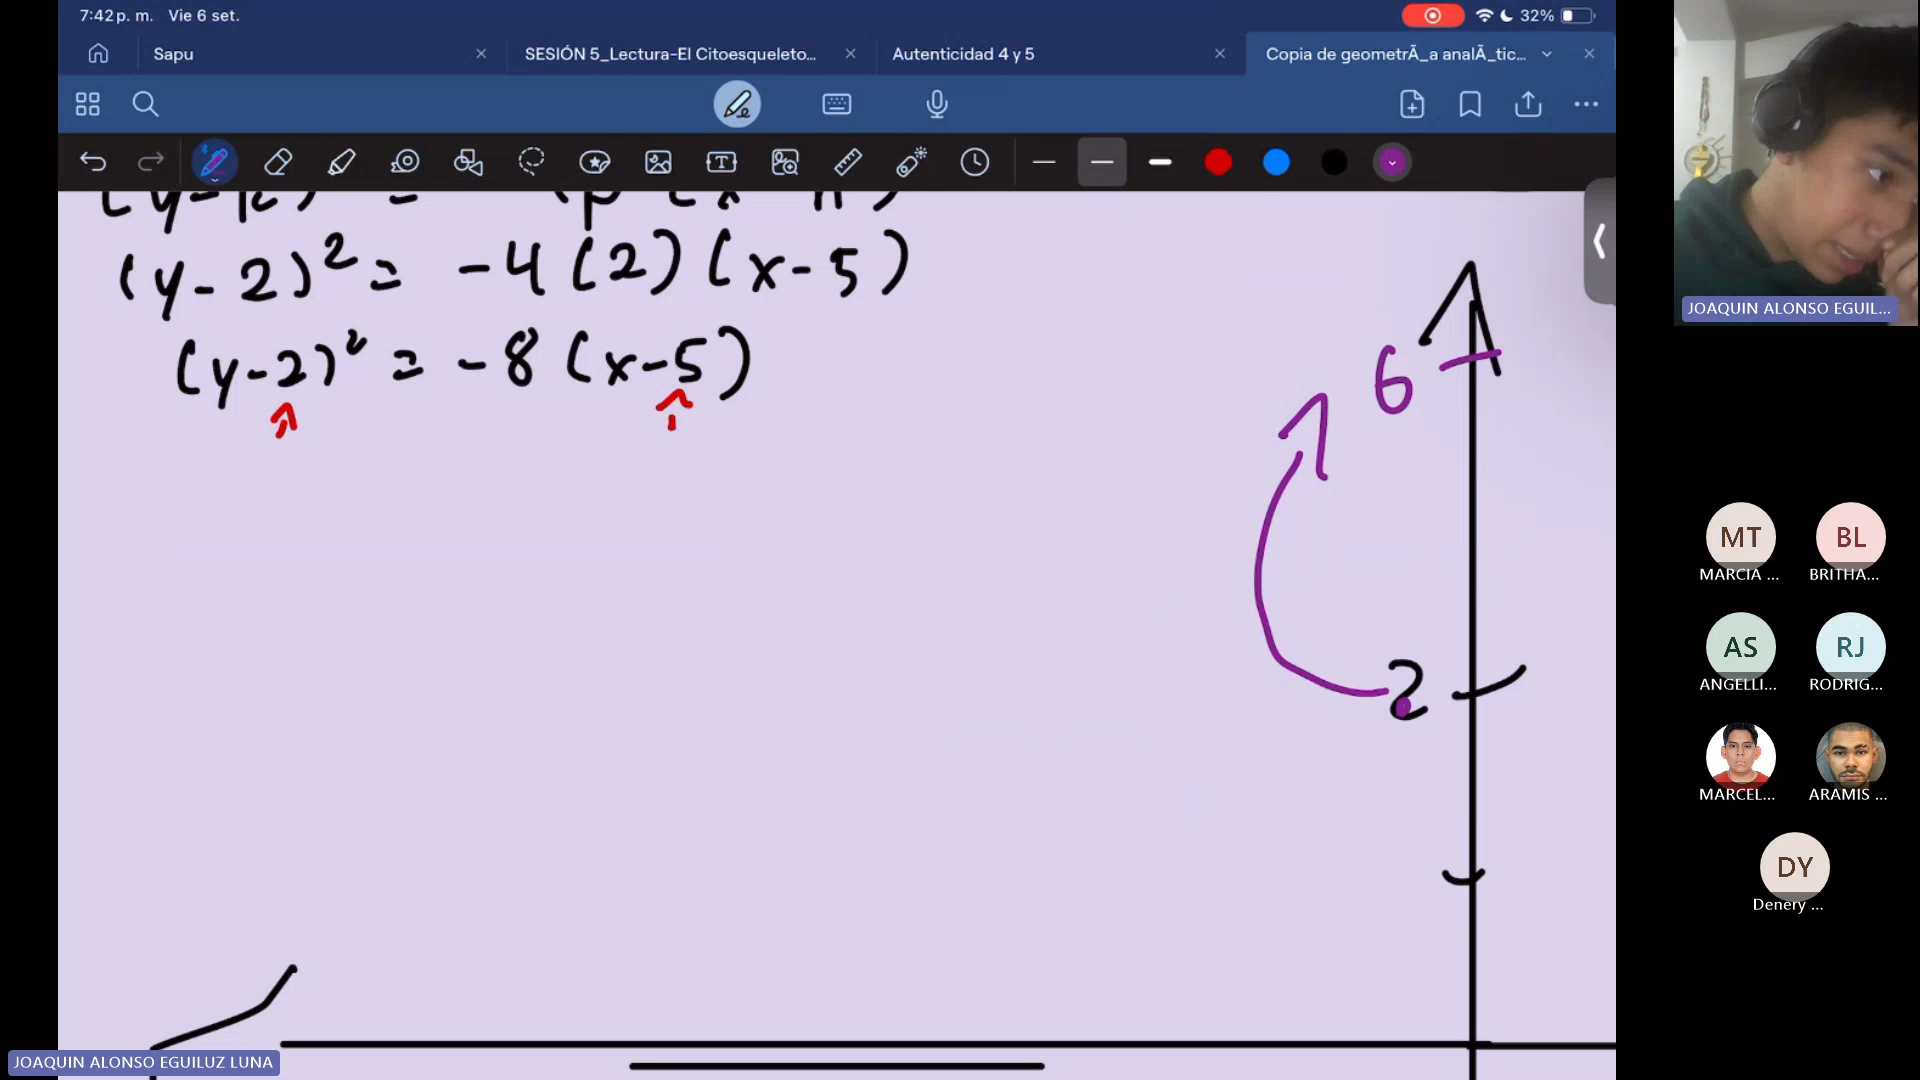 7:42 p. m. Vie 6 set.
32%
Sapu
SESIÓN 5_Lectura-El Citoesqueleto...
Autenticidad 4 y 5
Copia de geometrÃ_a analÃ_tic...
(y-2)² = -4(2)(x-5)
(y-2)² = -8(x-5)
6
2
JOAQUIN ALONSO EGUIL...
MT
MARCIA ...
BL
BRITHA...
AS
ANGELLI...
RJ
RODRIG...
MARCEL...
ARAMIS ...
DY
Denery ...
JOAQUIN ALONSO EGUILUZ LUNA